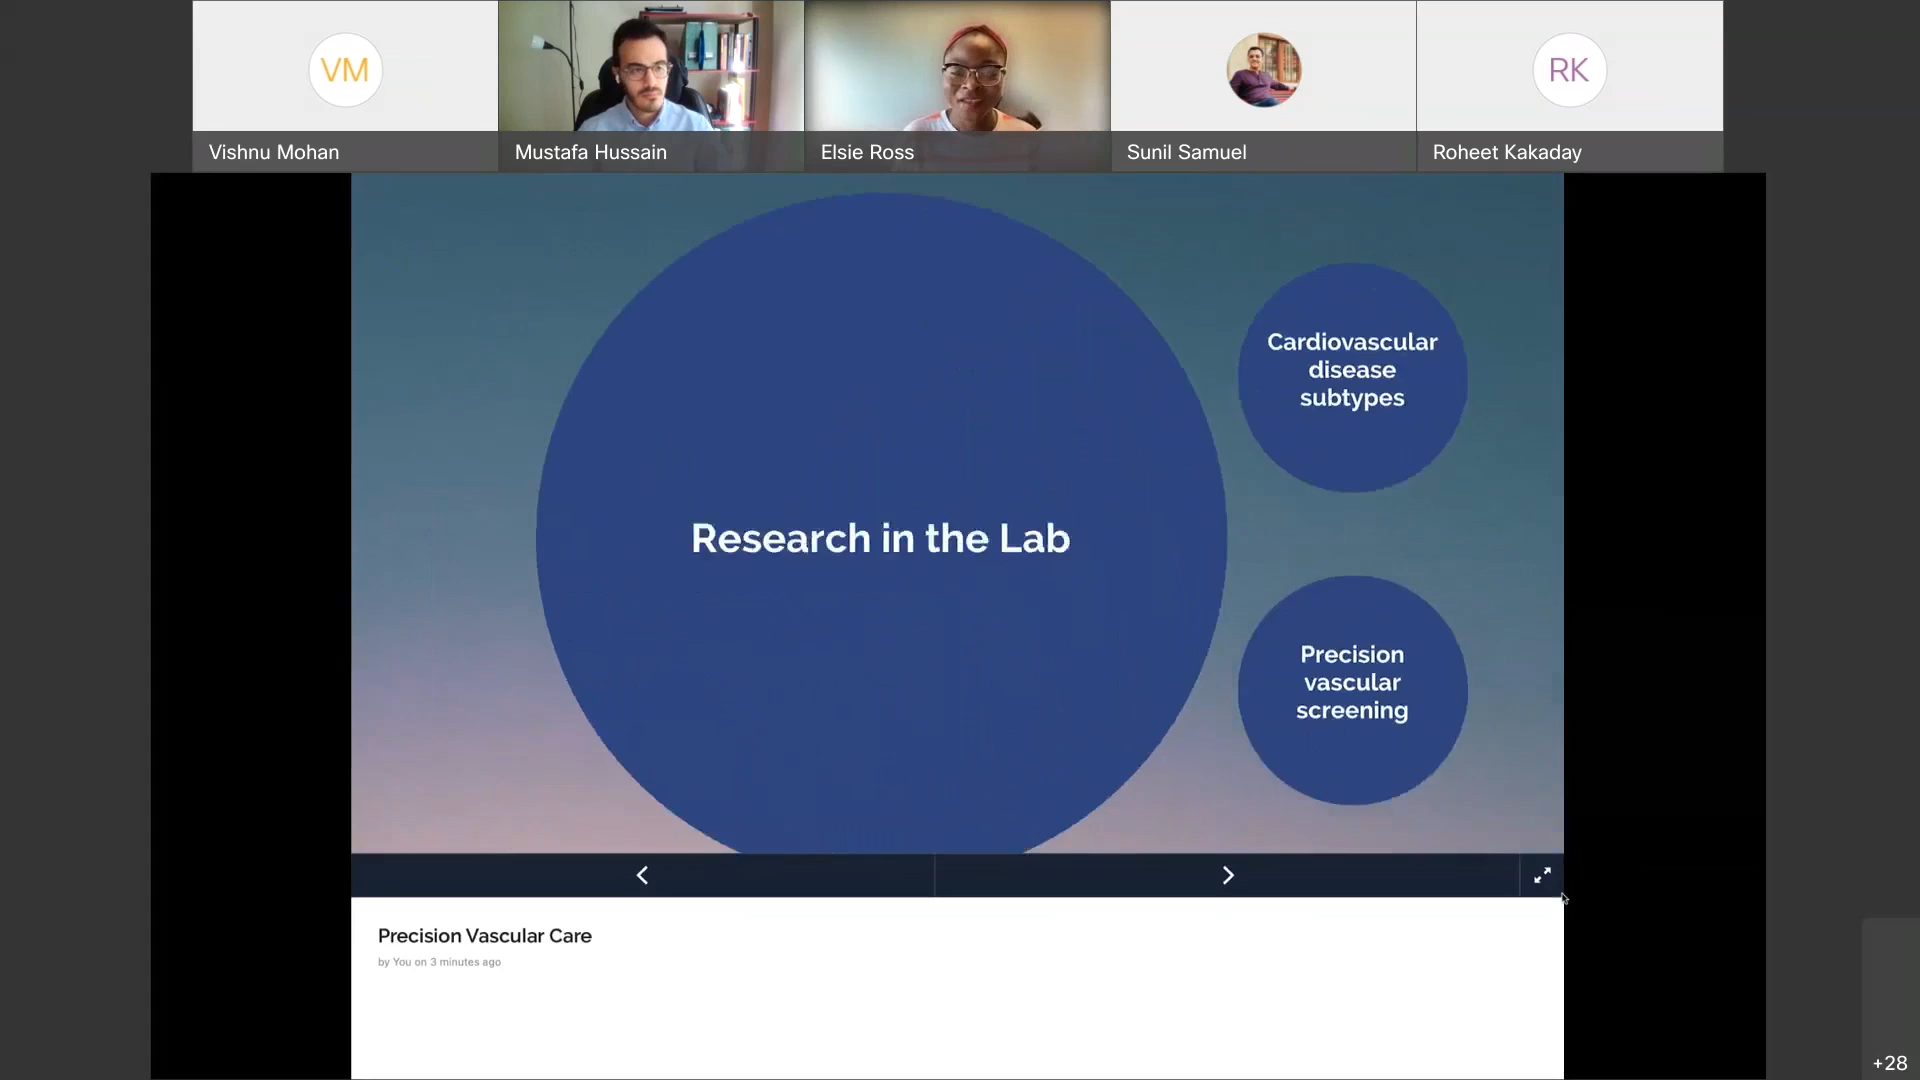 VM
RK
Vishnu Mohan
Mustafa Hussain
Elsie Ross
Sunil Samuel
Roheet Kakaday
Research in the Lab
Cardiovascular
disease
subtypes
Precision
vascular
screening
Precision Vascular Care
by You on 3 minutes ago
+28